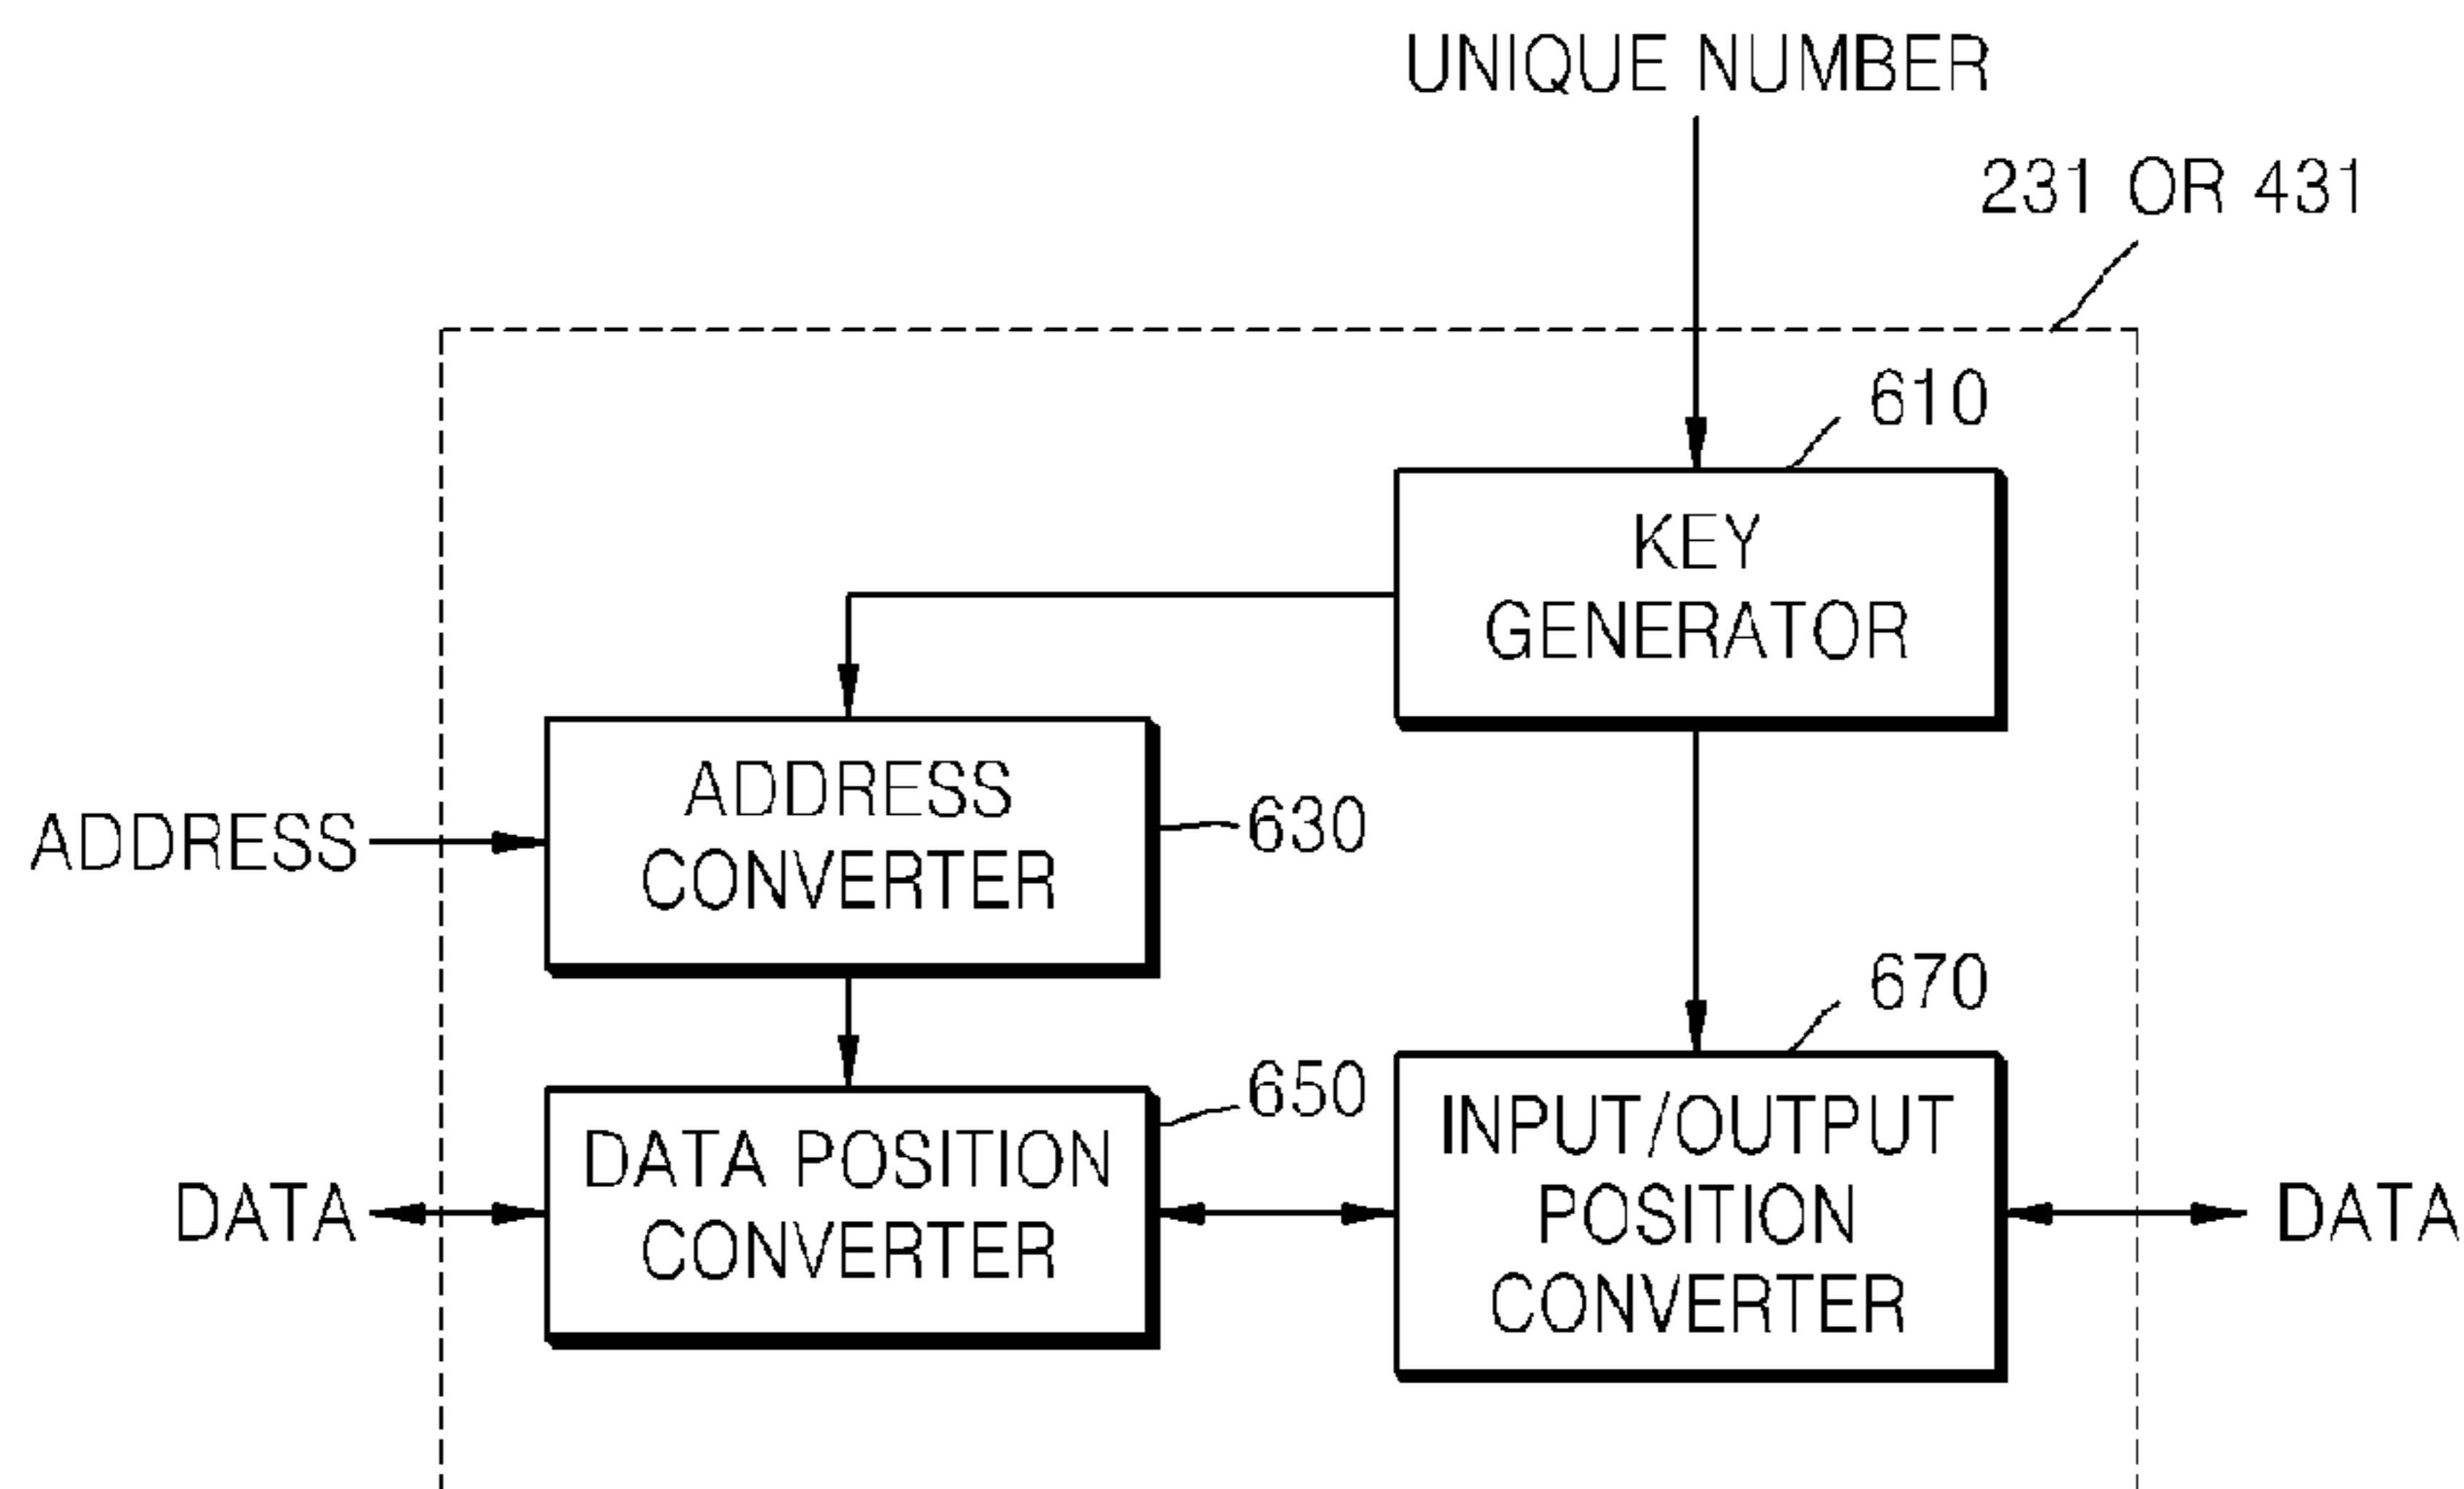 UNIQUE NUMBER
231 OR 431
610
KEY
GENERATOR
ADDRESS
ADDRESS
CONVERTER
630
670
DATA
DATA POSITION
CONVERTER
650
INPUT/OUTPUT
POSITION
CONVERTER
DATA